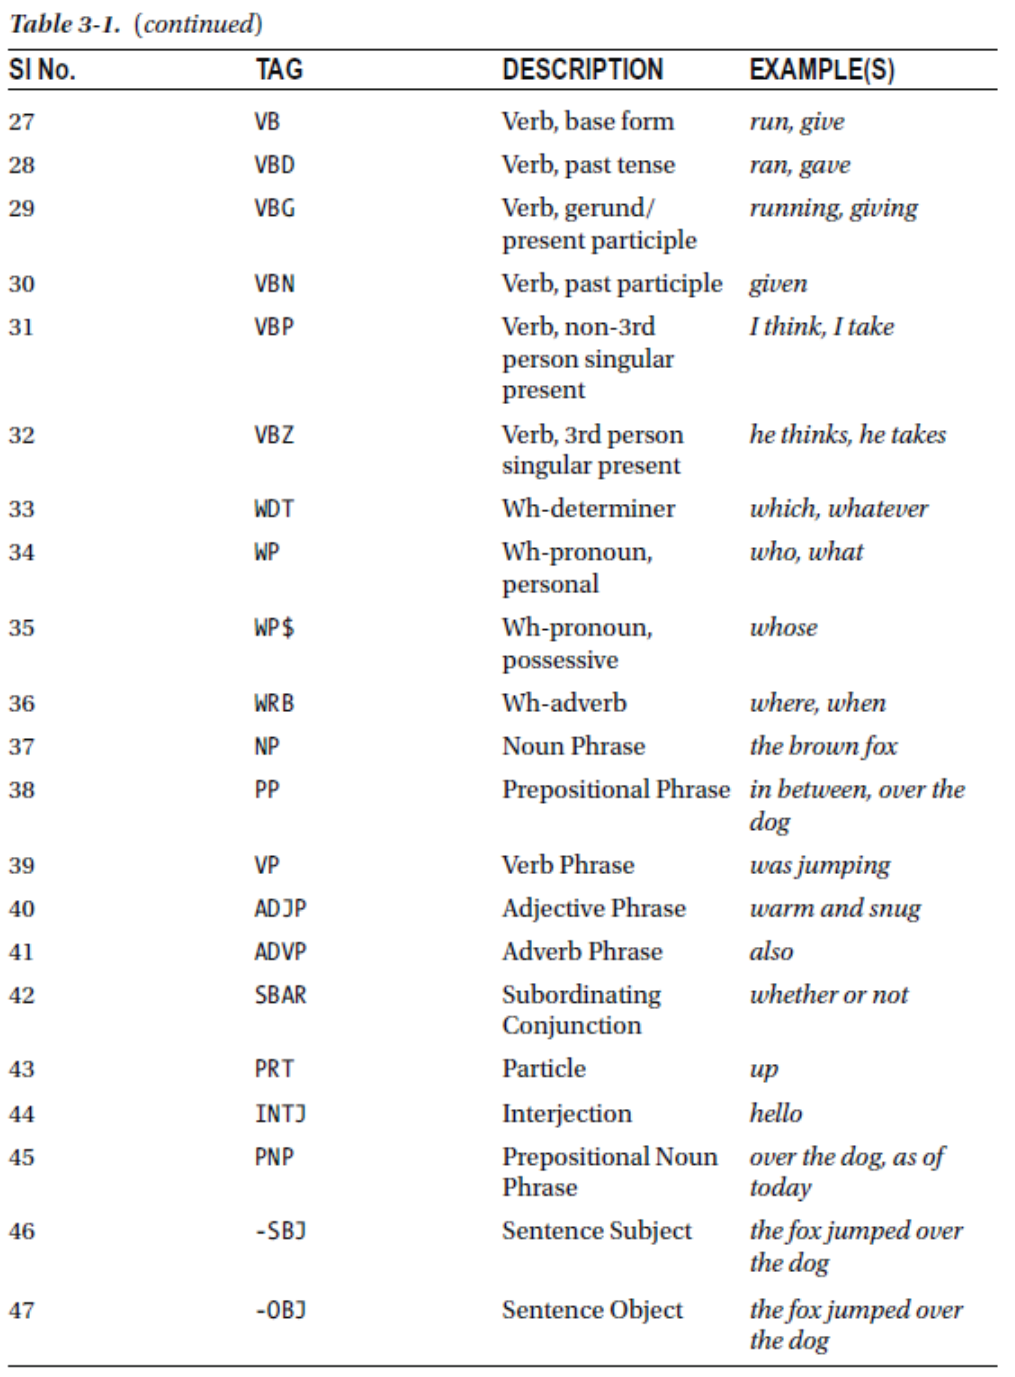 Table 3-1. (continued)
SI No. TAG DESCRIPTION EXAMPLE(S)
27 VB Verb, base form run, give
28 VBD Verb, past tense ran, gave
29 VBG Verb, gerund/ running, giving
present participle
30 VBN Verb, past participle given
31 VBP Verb, non-3rd I think, I take
person singular
present
32 VBZ Verb, 3rd person he thinks, he takes
singular present
33 WDT Wh-determiner which, whatever
34 WP Wh-pronoun, who, what
personal
35 WP$ Wh-pronoun, whose
possessive
36 WRB Wh-adverb where, when
37 NP Noun Phrase the brown fox
38 PP Prepositional Phrase in between, over the
dog
39 VP Verb Phrase was jumping
40 ADJP Adjective Phrase warm and snug
41 ADVP Adverb Phrase also
42 SBAR Subordinating whether or not
Conjunction
43 PRT Particle up
44 INTJ Interjection hello
45 PNP Prepositional Noun over the dog, as of
Phrase today
46 -SBJ Sentence Subject the fox jumped over
the dog
47 -OBJ Sentence Object the fox jumped over
the dog